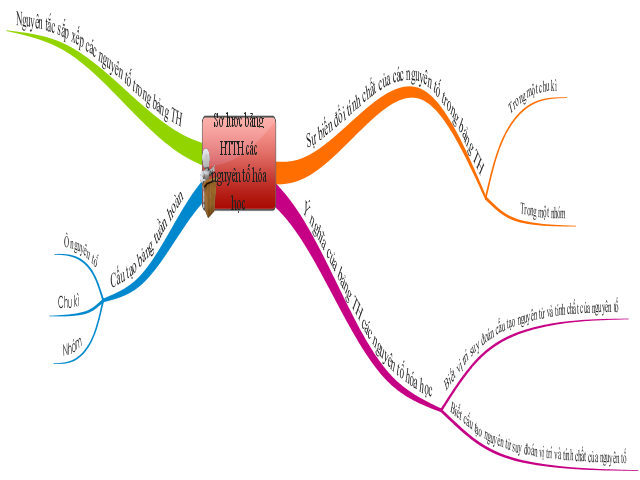 Nguyên tắc sắp xếp các nguyên tố trong bảng TH
Sơ lược bảng
HTTH các
nguyên tố hóa
học
Sự biến đổi tính chất của các nguyên tố trong bảng TH
Trong một chu kì
Trong một nhóm
Cấu tạo bảng tuần hoàn
Ô nguyên tố
Chu kì
Nhóm
Ý nghĩa của bảng TH các nguyên tố hóa học
Biết vị trí suy đoán cấu tạo nguyên tử và tính chất của nguyên tố
Biết cấu tạo nguyên tử suy đoán vị trí và tính chất của nguyên tố